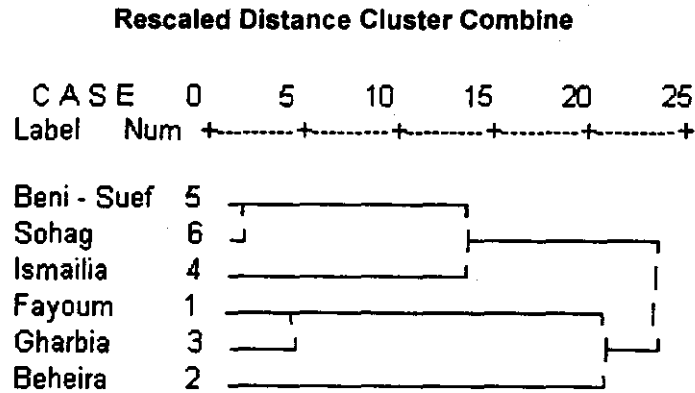 Rescaled Distance Cluster Combine
C A S E 0 5 10 15 20 25
Label Num +---------+---------+---------+---------+---------+
Beni - Suef 5
Sohag 6
Ismailia 4
Fayoum 1
Gharbia 3
Beheira 2